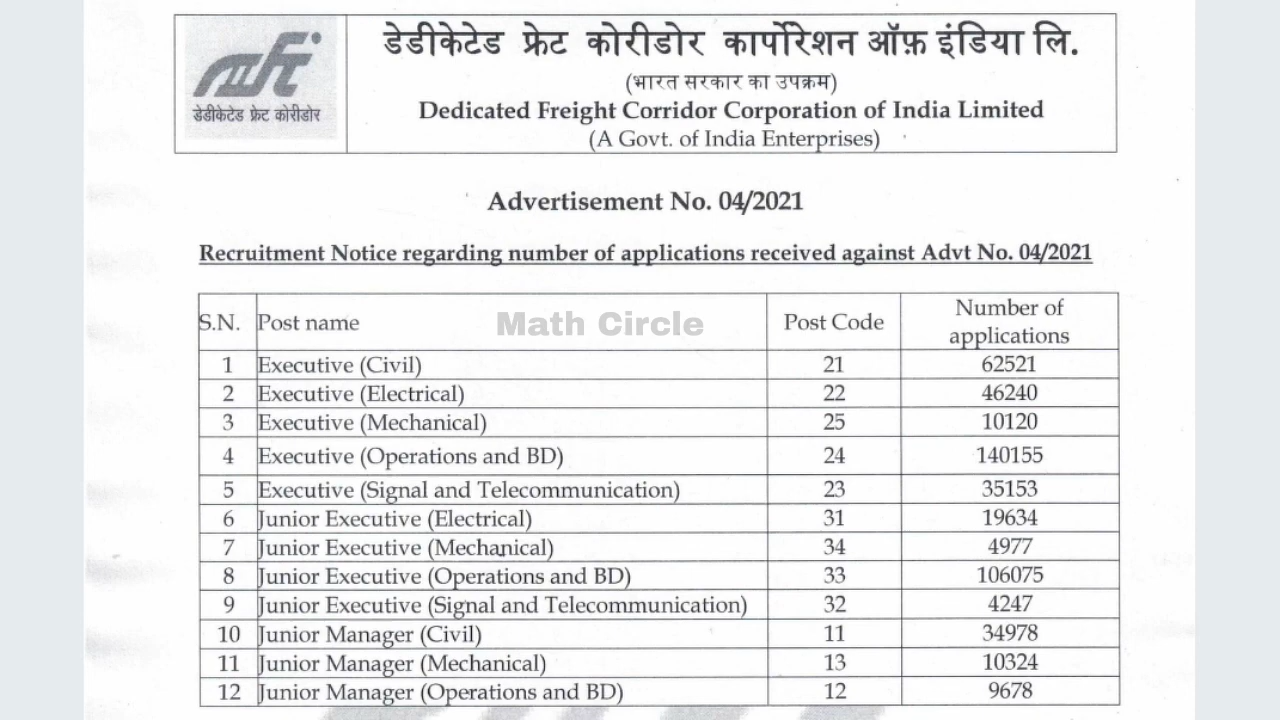 डेडीकेटेड फ्रेट कोरीडोर
डेडीकेटेड फ्रेट कोरीडोर कार्पोरेशन ऑफ़ इंडिया लि.
(भारत सरकार का उपक्रम)
Dedicated Freight Corridor Corporation of India Limited
(A Govt. of India Enterprises)
Advertisement No. 04/2021
Recruitment Notice regarding number of applications received against Advt No. 04/2021
S.N. Post name Math Circle Post Code Number of applications
1 Executive (Civil) 21 62521
2 Executive (Electrical) 22 46240
3 Executive (Mechanical) 25 10120
4 Executive (Operations and BD) 24 140155
5 Executive (Signal and Telecommunication) 23 35153
6 Junior Executive (Electrical) 31 19634
7 Junior Executive (Mechanical) 34 4977
8 Junior Executive (Operations and BD) 33 106075
9 Junior Executive (Signal and Telecommunication) 32 4247
10 Junior Manager (Civil) 11 34978
11 Junior Manager (Mechanical) 13 10324
12 Junior Manager (Operations and BD) 12 9678